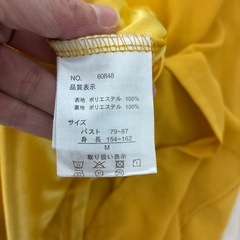 NO. 60848
品質表示
表地 ポリエステル 100%
裏地 ポリエステル 100%
サイズ
バスト 79~87
身 長 154~162
M
取り扱い表示